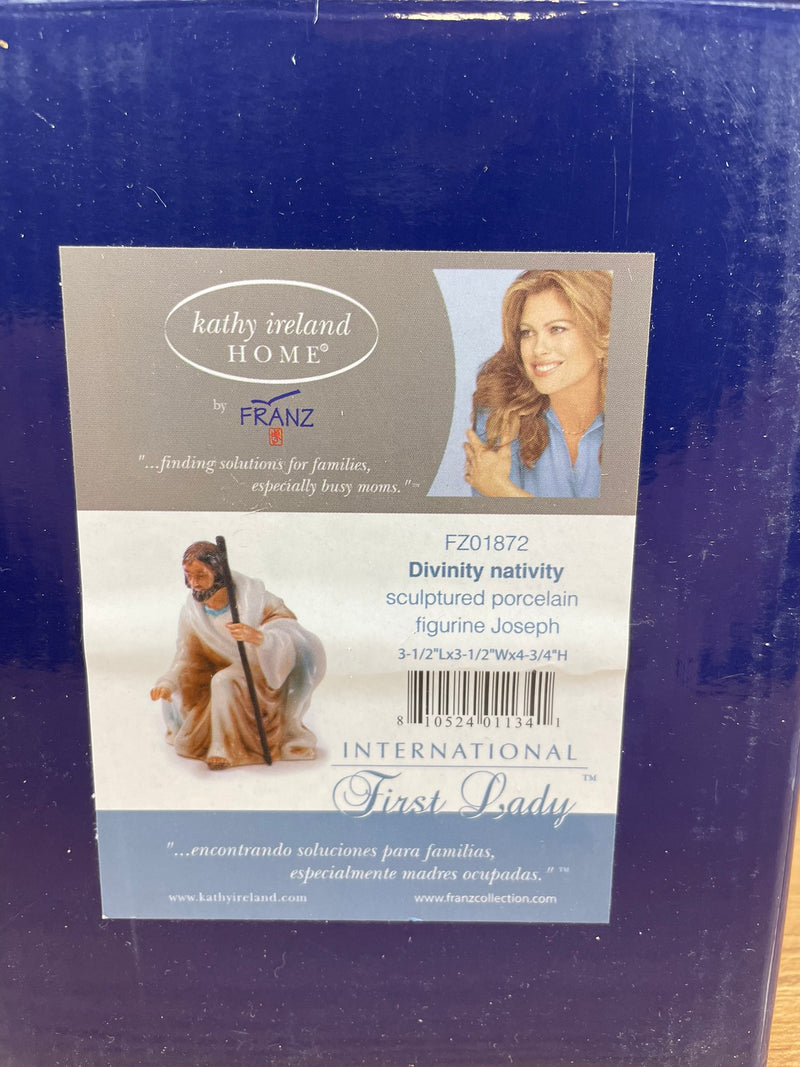 kathy ireland
HOME®
by FRANZ
"...finding solutions for families,
especially busy moms."™
FZ01872
Divinity nativity
sculptured porcelain
figurine Joseph
3-1/2"Lx3-1/2"Wx4-3/4"H
8 10524 01134 1
INTERNATIONAL
First Lady™
"...encontrando soluciones para familias,
especialmente madres ocupadas."™
www.kathyireland.com
www.franzcollection.com